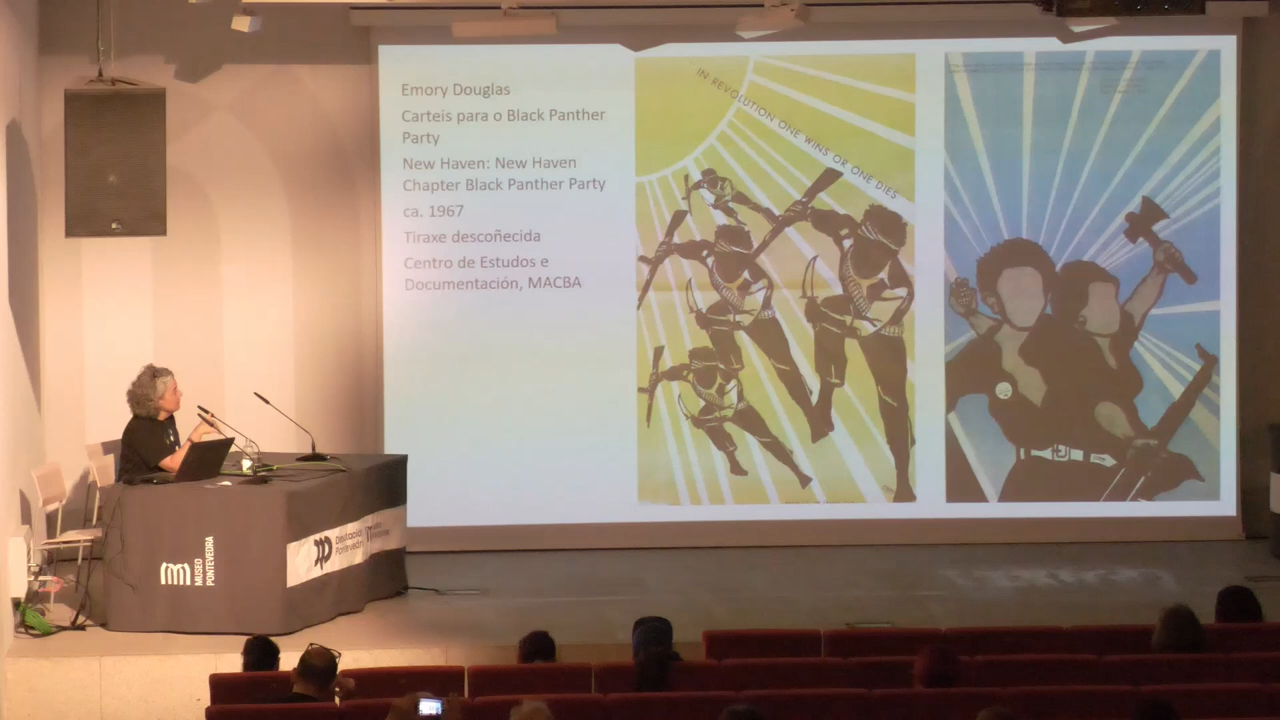 Emory Douglas
Carteis para o Black Panther
Party
New Haven: New Haven
Chapter Black Panther Party
ca. 1967
Tiraxe descoñecida
Centro de Estudos e
Documentación, MACBA
IN REVOLUTION ONE WINS OR ONE DIES
MUSEO
PONTEVEDRA
Deputación
Pontevedra